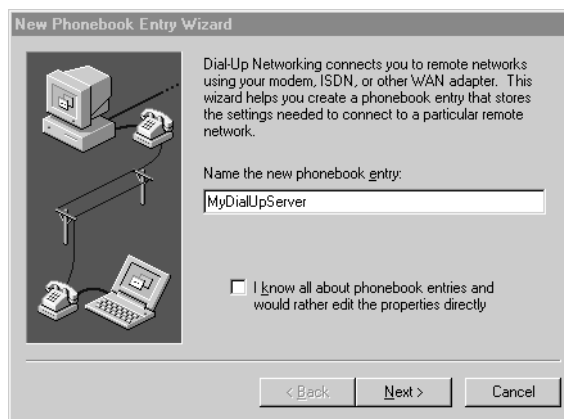 New Phonebook Entry Wizard
Dial-Up Networking connects you to remote networks
using your modem, ISDN, or other WAN adapter.  This
wizard helps you create a phonebook entry that stores
the settings needed to connect to a particular remote
network.
Name the new phonebook entry:
MyDialUpServer
I know all about phonebook entries and
would rather edit the properties directly
< Back
Next >
Cancel